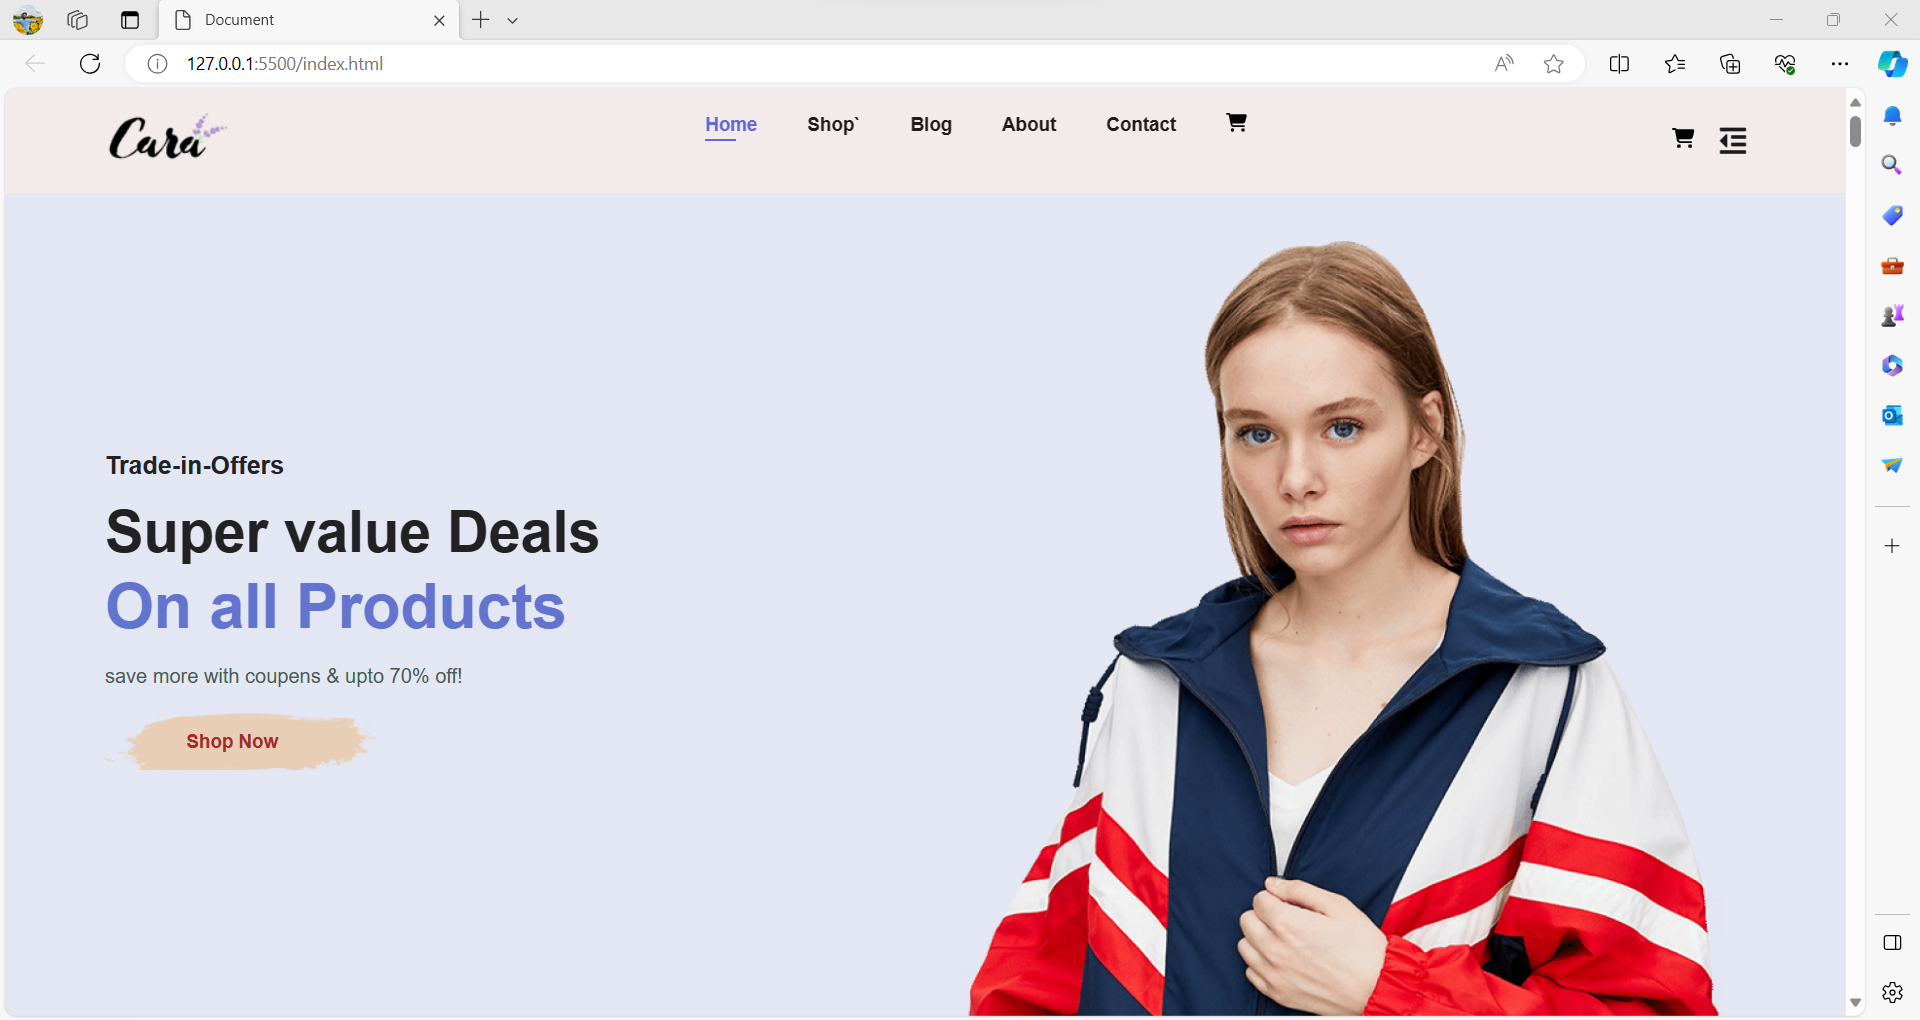 Document
127.0.0.1:5500/index.html
Cara
Home Shop` Blog About Contact
Trade-in-Offers
Super value Deals
On all Products
save more with coupens & upto 70% off!
Shop Now